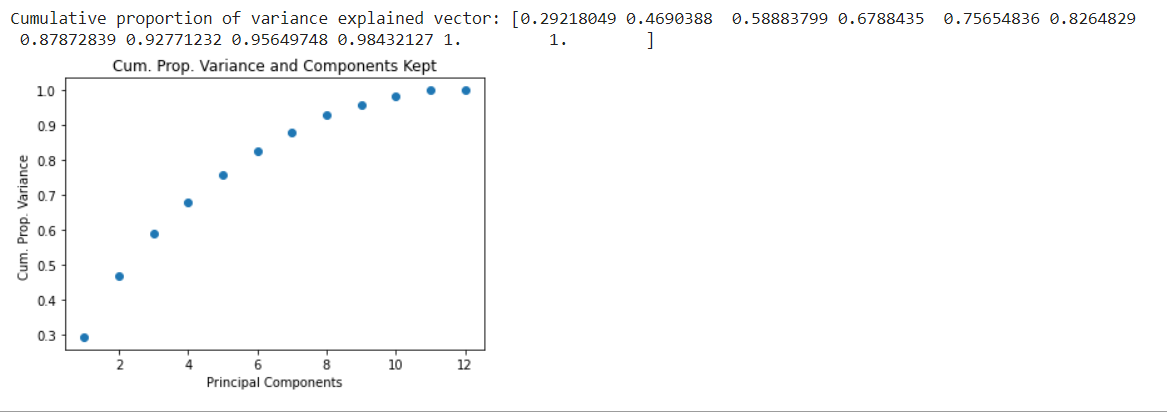 Cumulative proportion of variance explained vector: [0.29218049 0.4690388  0.58883799 0.6788435  0.75654836 0.8264829
 0.87872839 0.92771232 0.95649748 0.98432127 1.         1.        ]
Cum. Prop. Variance and Components Kept
Cum. Prop. Variance
1.0
0.9
0.8
0.7
0.6
0.5
0.4
0.3
2 4 6 8 10 12
Principal Components